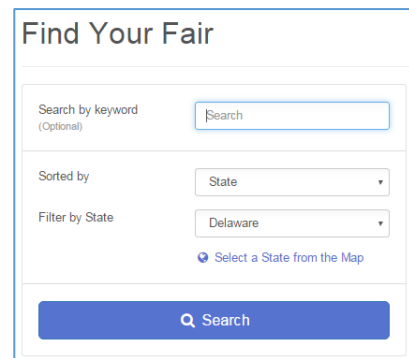 Find Your Fair
Search by keyword
(Optional)
Search
Sorted by
State
Filter by State
Delaware
Select a State from the Map
Search